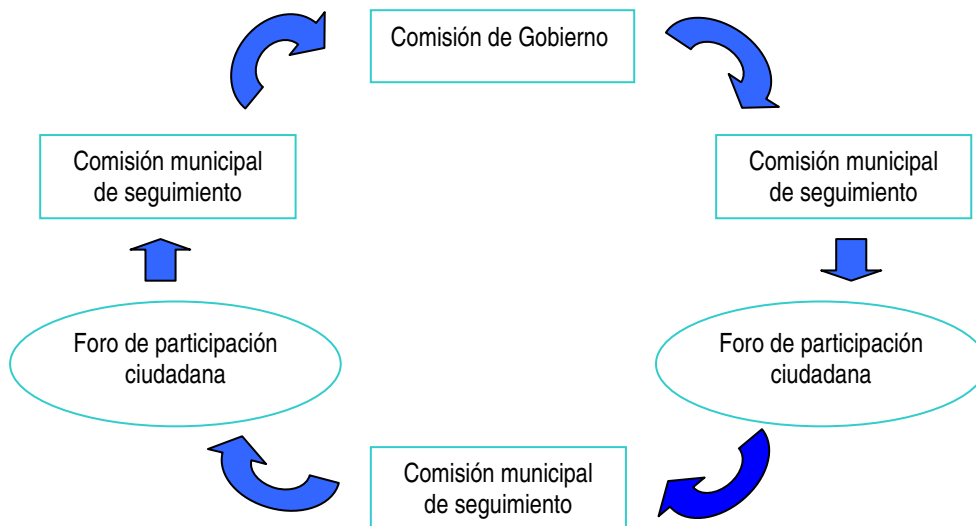 Comisión de Gobierno
Comisión municipal
de seguimiento
Comisión municipal
de seguimiento
Foro de participación
ciudadana
Foro de participación
ciudadana
Comisión municipal
de seguimiento